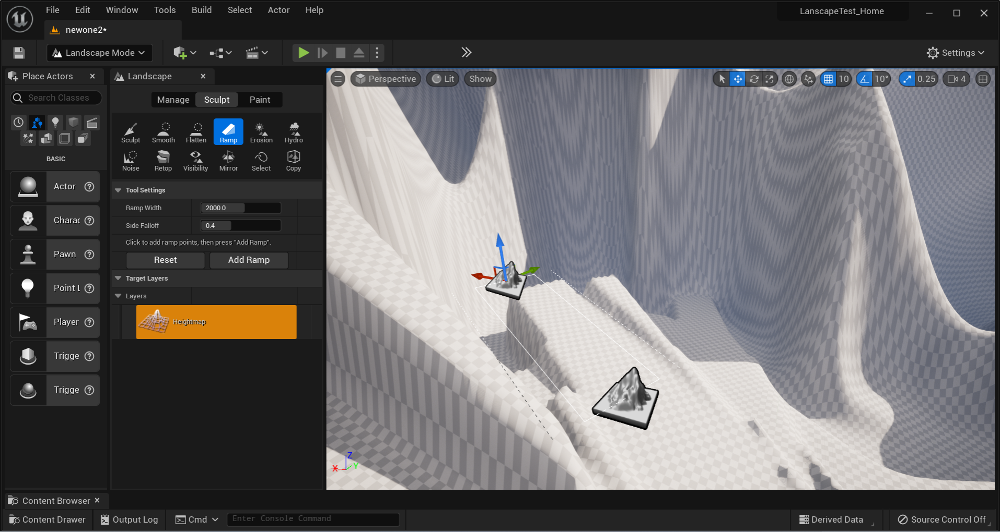 File Edit Window Tools Build Select Actor Help
LanscapeTest_Home
newone2*
Landscape Mode
Settings
Place Actors
Landscape
Perspective Lit Show
10 10° 0.25 4
Search Classes
Manage Sculpt Paint
Sculpt Smooth Flatten Ramp Erosion Hydro
Noise Retop Visibility Mirror Select Copy
BASIC
Actor
Charac
Pawn
Point L
Player
Trigge
Trigge
Tool Settings
Ramp Width 2000.0
Side Falloff 0.4
Click to add ramp points, then press "Add Ramp".
Reset Add Ramp
Target Layers
Layers
Heightmap
Z
X Y
Content Browser
Content Drawer Output Log Cmd Enter Console Command
Derived Data Source Control Off